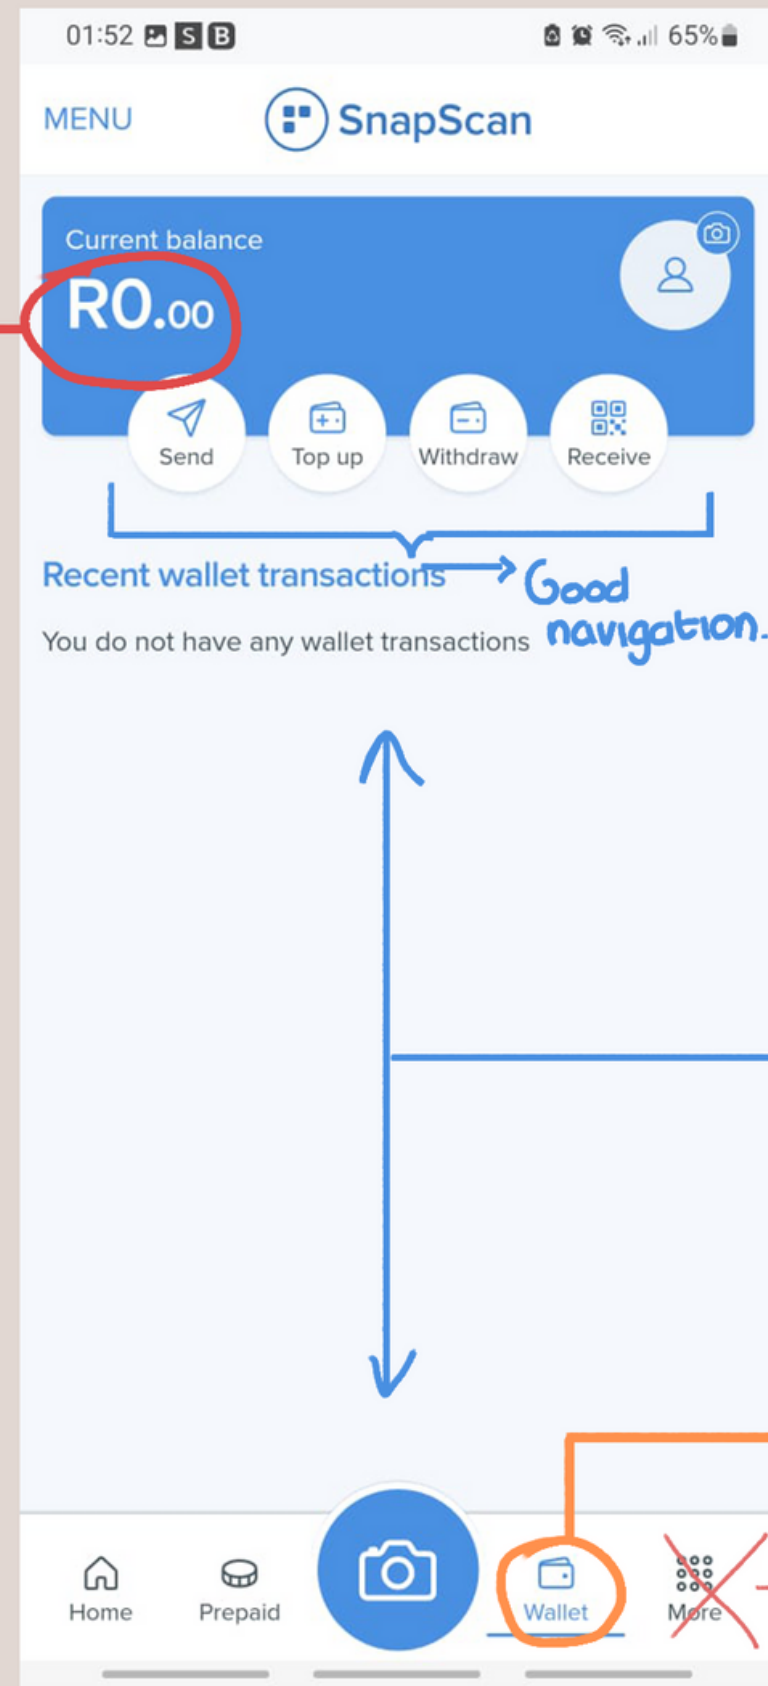 01:52 S B 65%
MENU SnapScan
Current balance
R0.00
Send Top up Withdraw Receive
Recent wallet transactions
Good
navigation.
You do not have any wallet transactions
Home Prepaid Wallet More